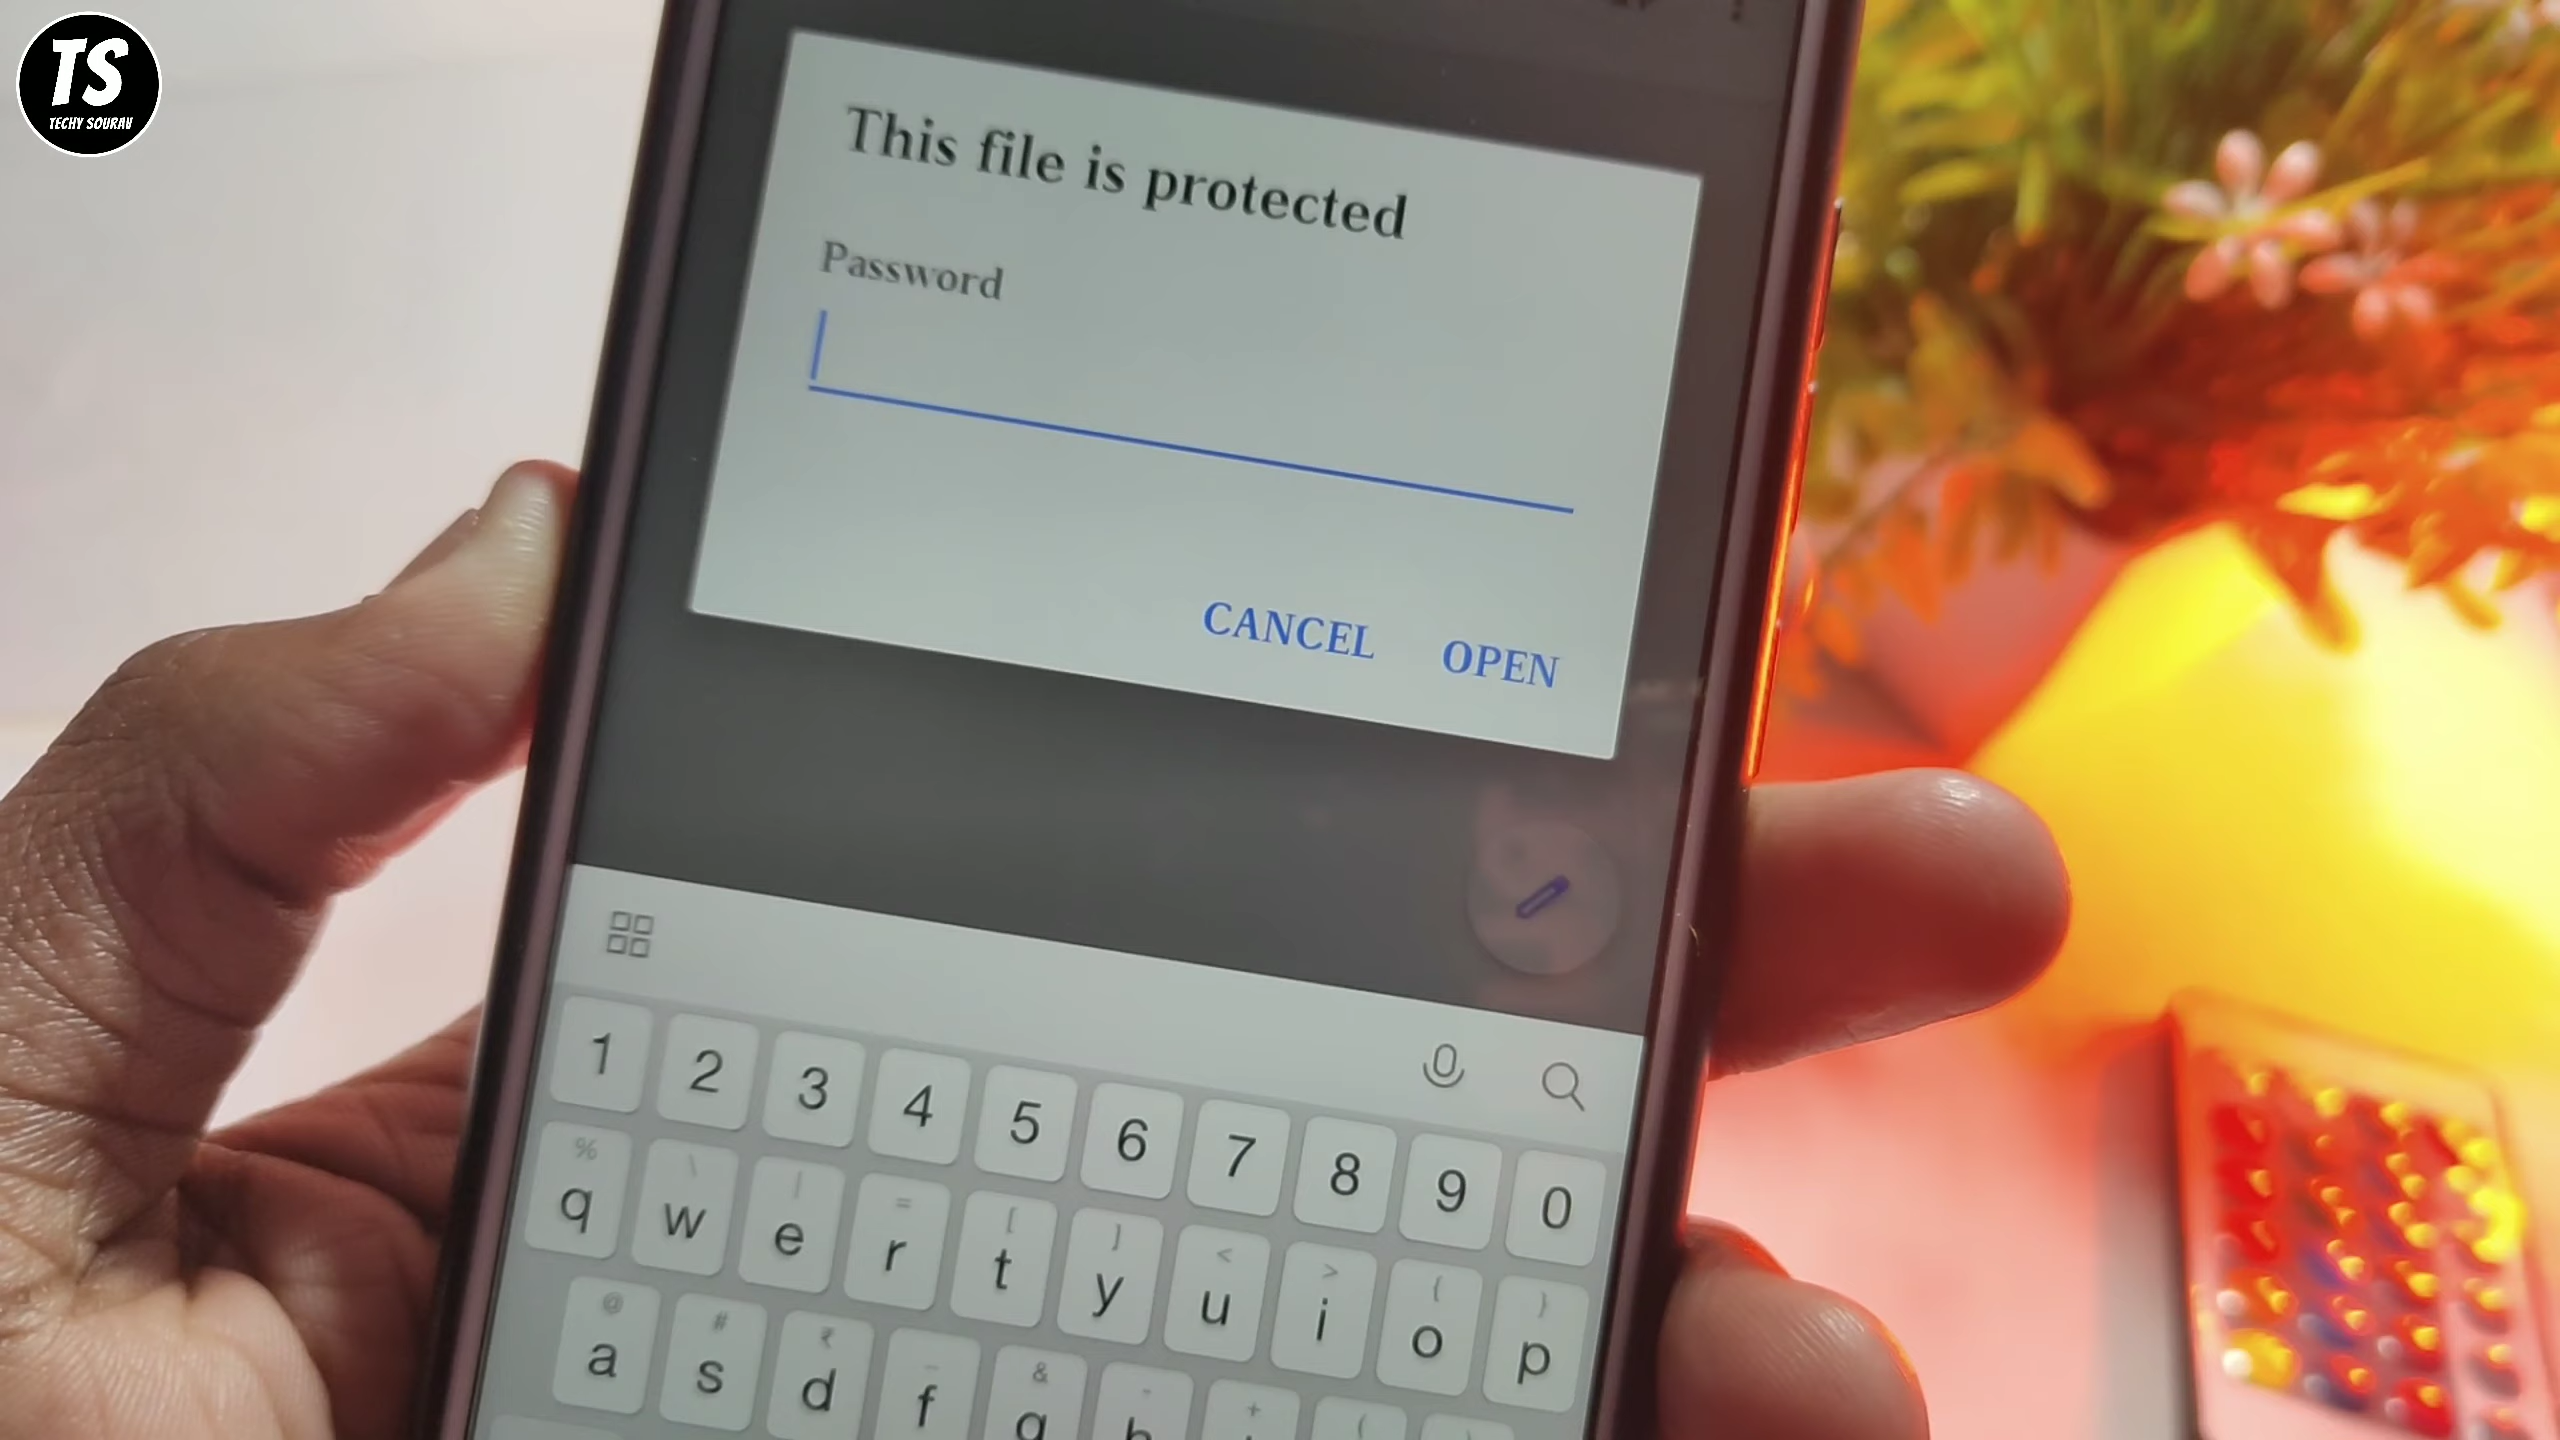 TS
TECHY SOURAV
This file is protected
Password
CANCEL OPEN
1 2 3 4 5 6 7 8 9 0
% \ | = [ ] < > { }
q w e r t y u i o p
@ # ₹ _ & - + (
a s d f g h